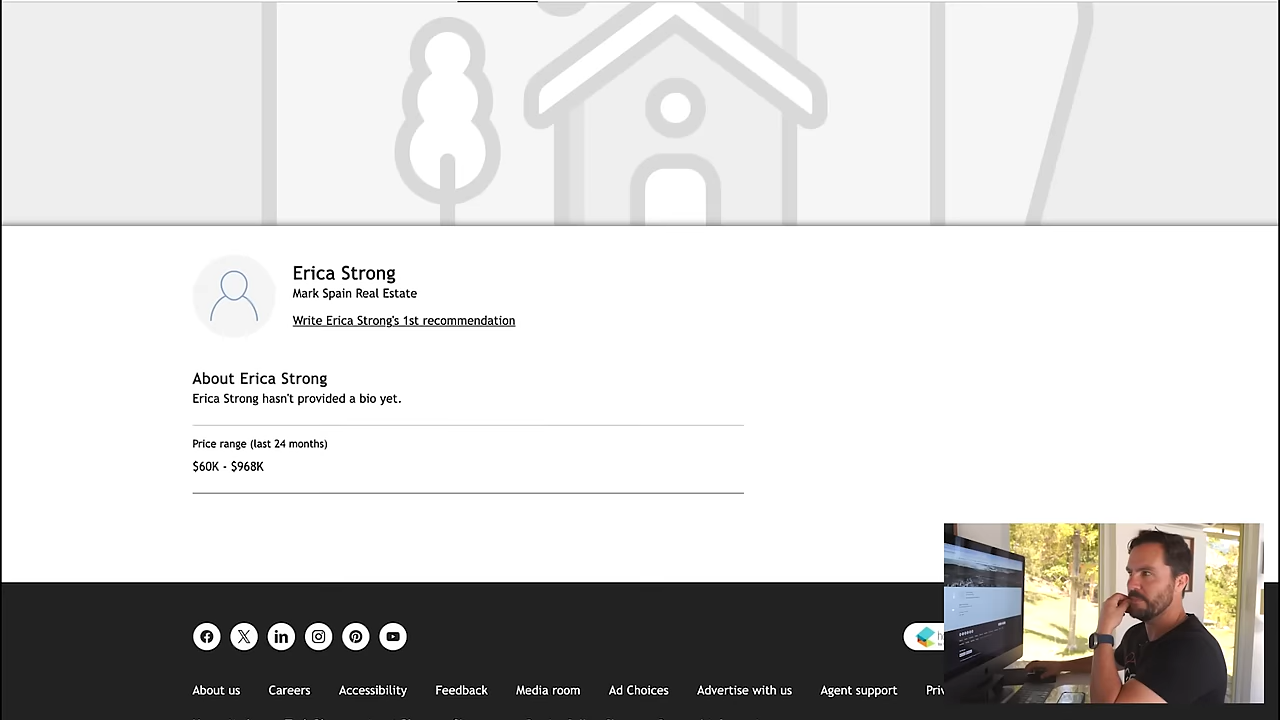 Erica Strong
Mark Spain Real Estate
Write Erica Strong's 1st recommendation
About Erica Strong
Erica Strong hasn't provided a bio yet.
Price range (last 24 months)
$60K - $968K
About us Careers Accessibility Feedback Media room Ad Choices Advertise with us Agent support